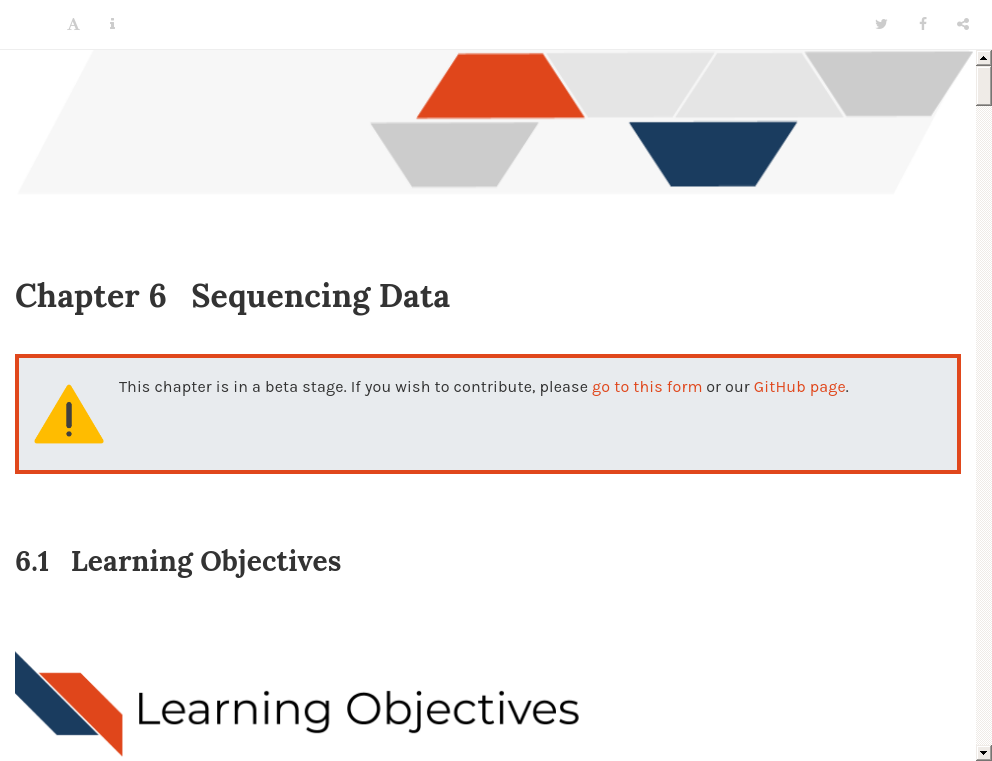 Chapter 6 Sequencing Data
This chapter is in a beta stage. If you wish to contribute, please go to this form or our GitHub page.
6.1 Learning Objectives
Learning Objectives